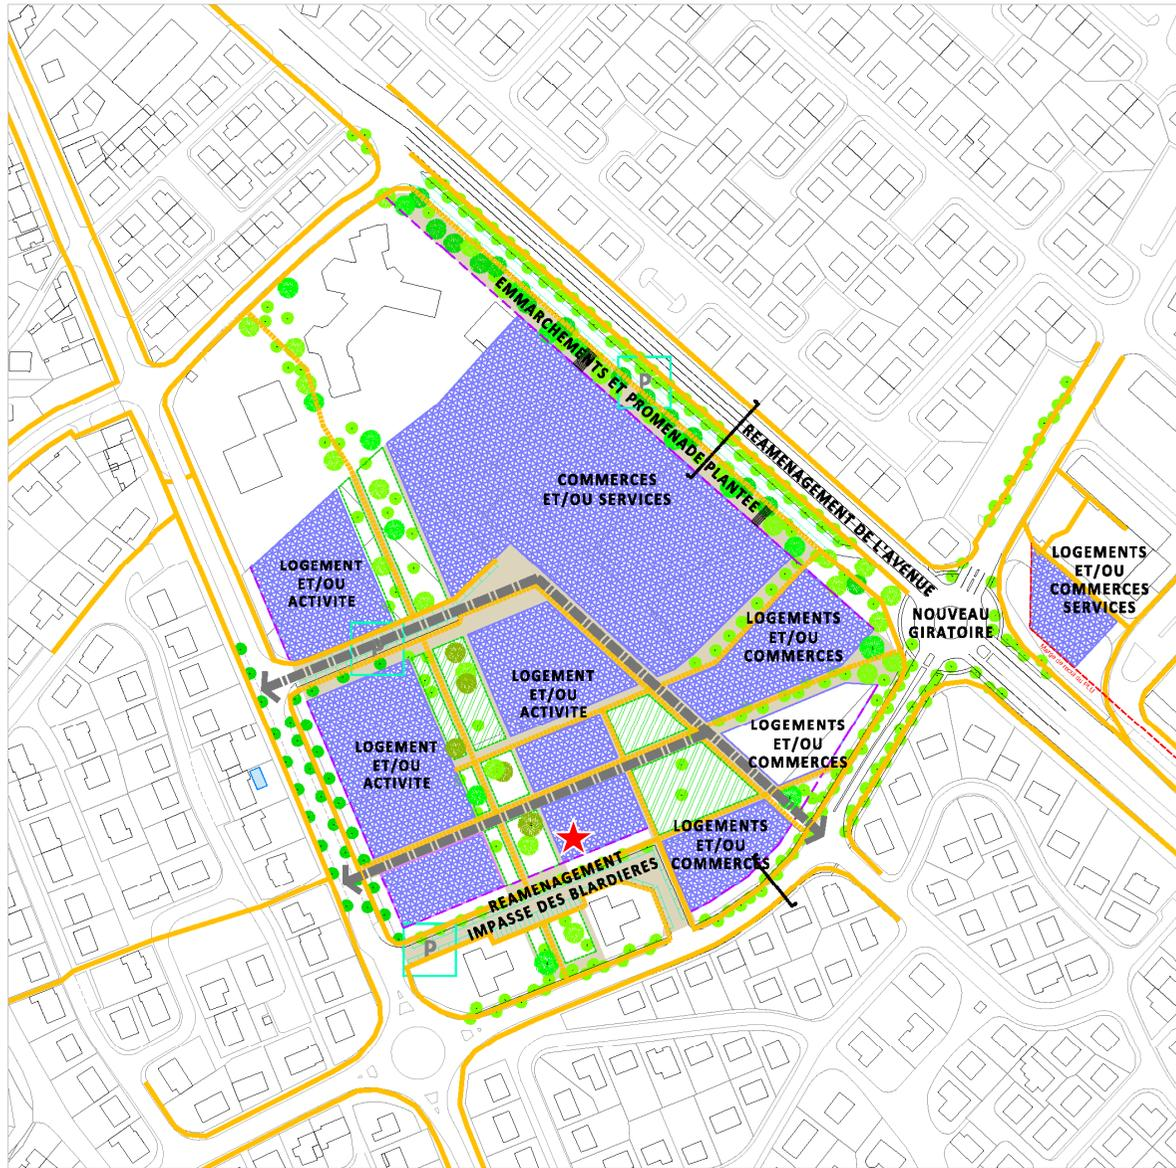 EMMARCHEMENTS ET PROMENADE PLANTEE
P
REAMENAGEMENT DE L'AVENUE
COMMERCES
ET/OU SERVICES
LOGEMENT
ET/OU
ACTIVITE
LOGEMENTS
ET/OU
COMMERCES
SERVICES
NOUVEAU
GIRATOIRE
LOGEMENTS
ET/OU
COMMERCES
P
LOGEMENT
ET/OU
ACTIVITE
LOGEMENTS
ET/OU
COMMERCES
LOGEMENT
ET/OU
ACTIVITE
LOGEMENTS
ET/OU
COMMERCES
REAMENAGEMENT
IMPASSE DES BLARDIERES
P